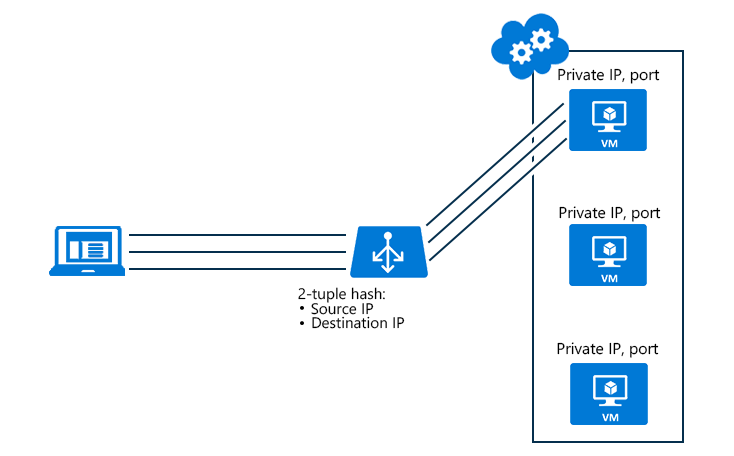 Private IP, port
VM
Private IP, port
VM
2-tuple hash:
• Source IP
• Destination IP
Private IP, port
VM